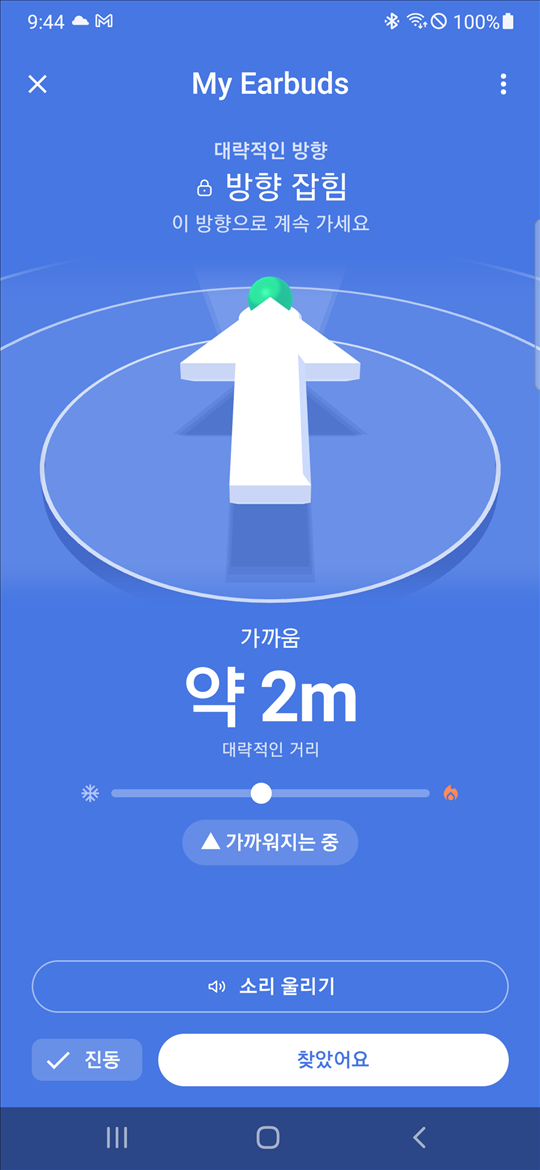 9:44
100%
My Earbuds
대략적인 방향
방향 잡힘
이 방향으로 계속 가세요
가까움
약 2m
대략적인 거리
가까워지는 중
소리 울리기
진동
찾았어요